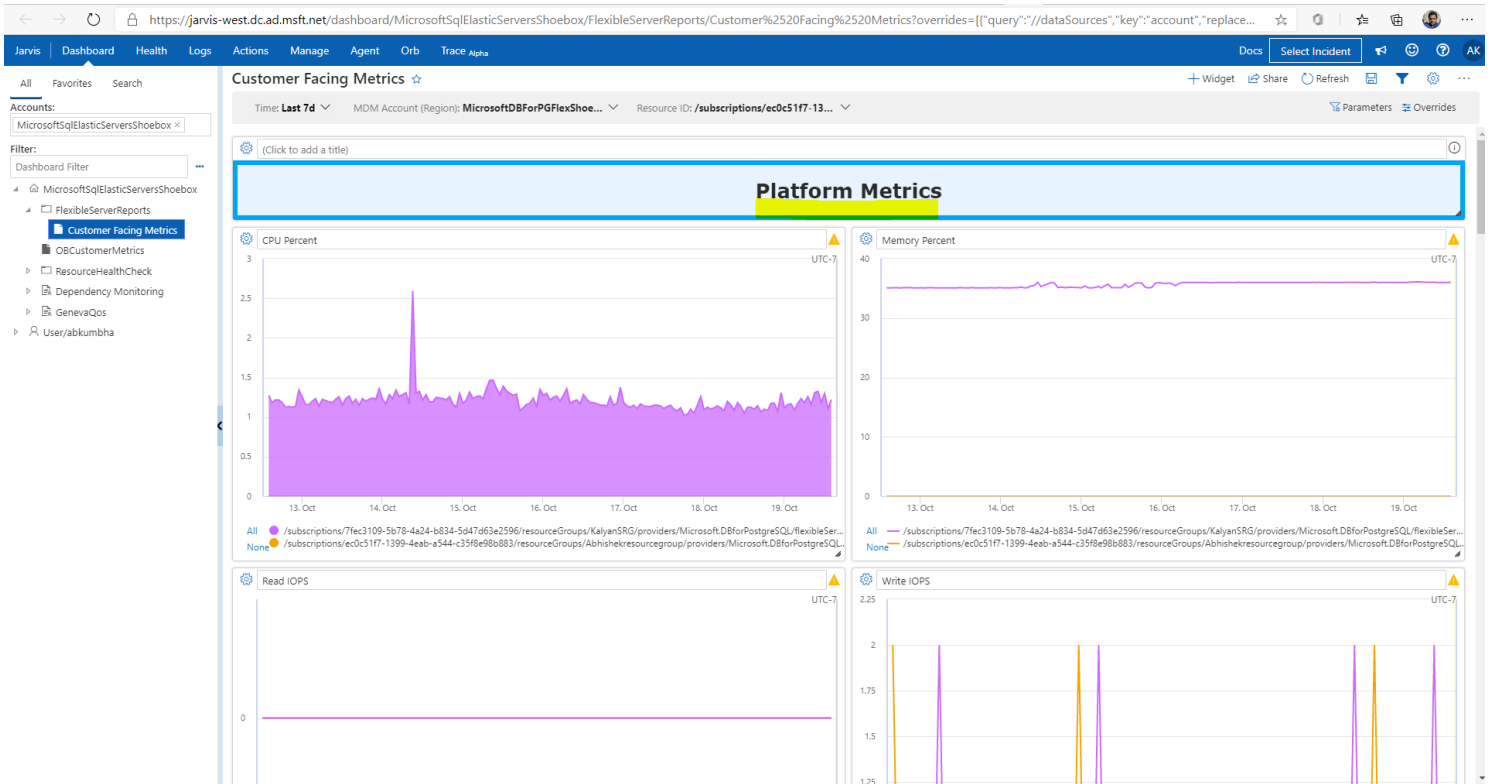 https://jarvis-west.dc.ad.msft.net/dashboard/MicrosoftSqlElasticServersShoebox/FlexibleServerReports/Customer%2520Facing%2520Metrics?overrides=[{"query":"//dataSources","key":"account","replace...
Jarvis Dashboard Health Logs Actions Manage Agent Orb Trace Alpha Docs Select Incident AK
All Favorites Search
Accounts:
MicrosoftSqlElasticServersShoebox ×
Filter:
Dashboard Filter
MicrosoftSqlElasticServersShoebox
FlexibleServerReports
Customer Facing Metrics
OBCustomerMetrics
ResourceHealthCheck
Dependency Monitoring
GenevaQos
User/abkumbha
Customer Facing Metrics
Widget Share Refresh
Time: Last 7d MDM Account (Region): MicrosoftDBForPGFlexShoe... Resource ID: /subscriptions/ec0c51f7-13... Parameters Overrides
(Click to add a title)
Platform Metrics
CPU Percent
UTC-7
3
2.5
2
1.5
1
0.5
0
13. Oct 14. Oct 15. Oct 16. Oct 17. Oct 18. Oct 19. Oct
All /subscriptions/7fec3109-5b78-4a24-b834-5d47d63e2596/resourceGroups/KalyanSRG/providers/Microsoft.DBforPostgreSQL/flexibleSer...
None /subscriptions/ec0c51f7-1399-4eab-a544-c35f8e98b883/resourceGroups/Abhishekresourcegroup/providers/Microsoft.DBforPostgreSQL...
Memory Percent
UTC-7
40
30
20
10
0
13. Oct 14. Oct 15. Oct 16. Oct 17. Oct 18. Oct 19. Oct
All /subscriptions/7fec3109-5b78-4a24-b834-5d47d63e2596/resourceGroups/KalyanSRG/providers/Microsoft.DBforPostgreSQL/flexibleSer...
None /subscriptions/ec0c51f7-1399-4eab-a544-c35f8e98b883/resourceGroups/Abhishekresourcegroup/providers/Microsoft.DBforPostgreSQL...
Read IOPS
UTC-7
0
Write IOPS
UTC-7
2.25
2
1.75
1.5
1.25